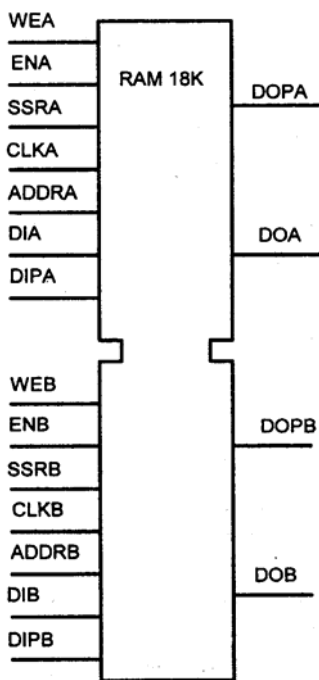 WEA
ENA
RAM 18K
DOPA
SSRA
CLKA
ADDRA
DIA
DOA
DIPA
WEB
ENB
DOPB
SSRB
CLKB
ADDRB
DIB
DOB
DIPB